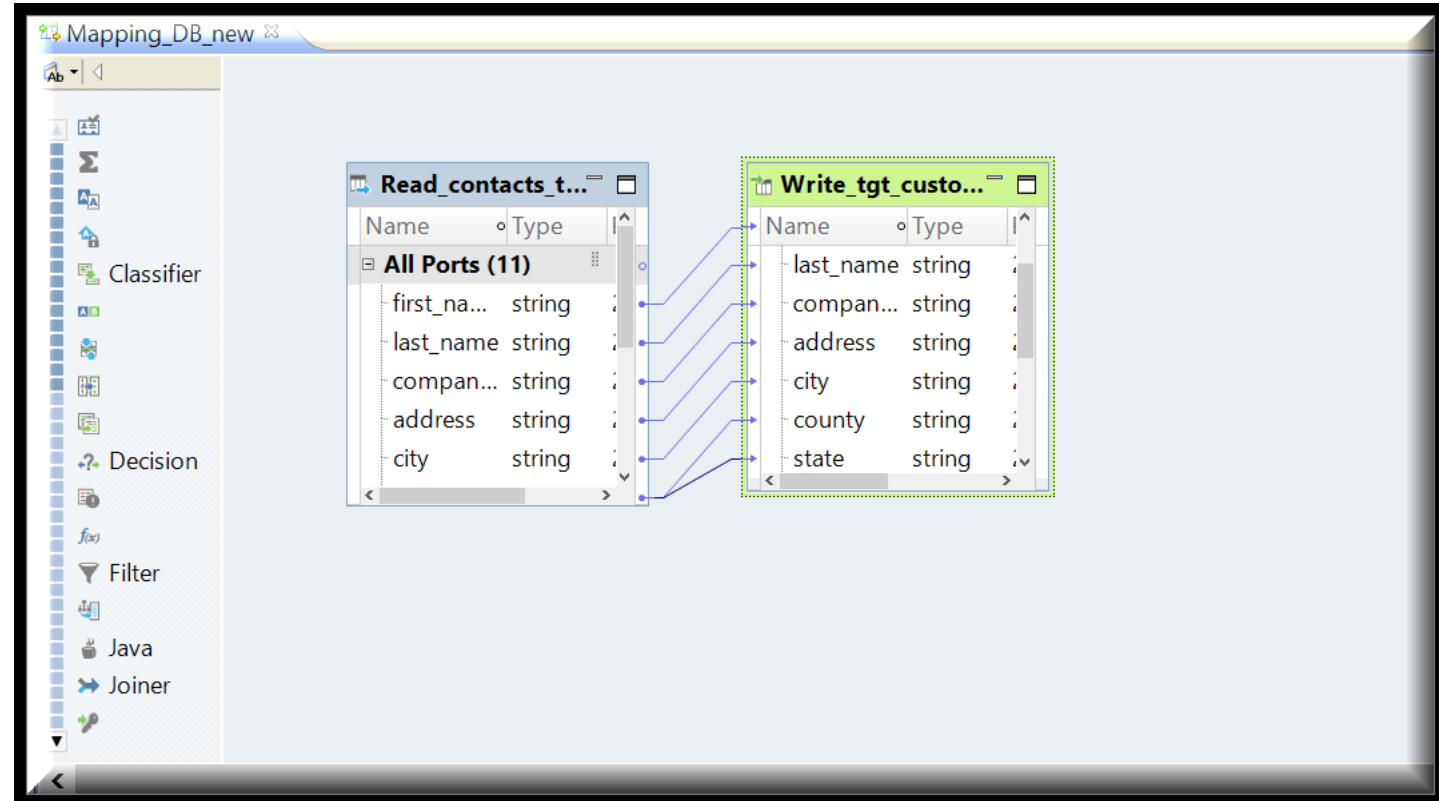 Mapping_DB_new
Ab
Classifier
Decision
f(x)
Filter
Java
Joiner
Read_contacts_t...
Name Type
All Ports (11)
first_na... string
last_name string
compan... string
address string
city string
Write_tgt_custo...
Name Type
last_name string
compan... string
address string
city string
county string
state string